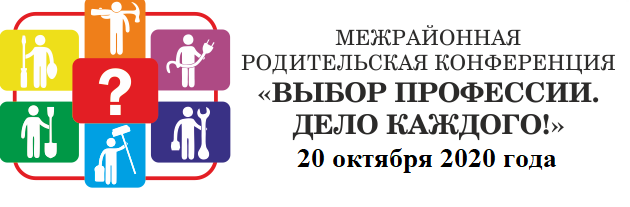 ?
МЕЖРАЙОННАЯ
РОДИТЕЛЬСКАЯ КОНФЕРЕНЦИЯ
«ВЫБОР ПРОФЕССИИ.
ДЕЛО КАЖДОГО!»
20 октября 2020 года